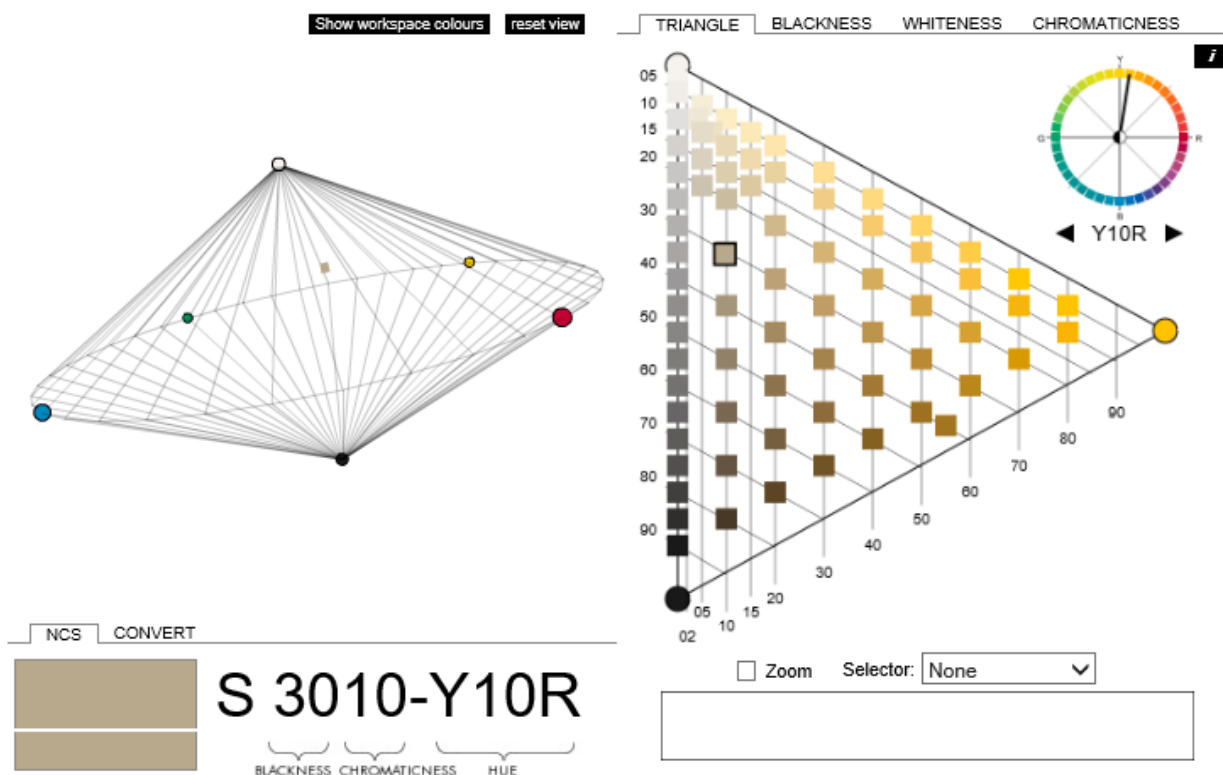 Show workspace colours reset view
TRIANGLE BLACKNESS WHITENESS CHROMATICNESS
i
Y
G R
B
Y10R
05
10
15
20
30
40
50
60
70
80
90
90
80
70
60
50
40
30
20
15
05
10
02
NCS CONVERT
S 3010-Y10R
BLACKNESS CHROMATICNESS HUE
Zoom Selector: None